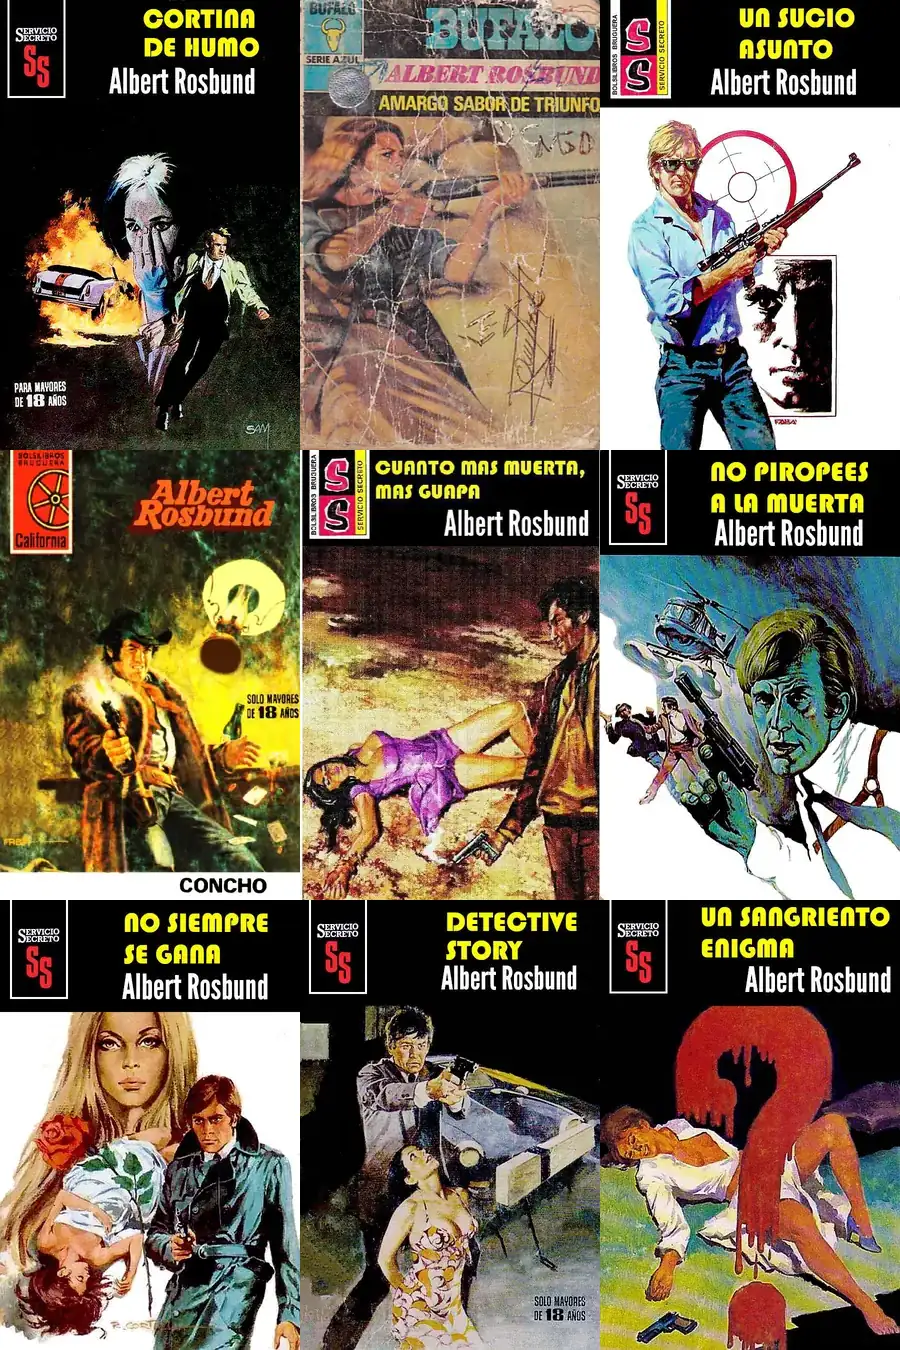 SERVICIO
SECRETO
SS
CORTINA
DE HUMO
Albert Rosbund
PARA MAYORES
DE 18 AÑOS
SAM
BUFALO
SERIE AZUL
BUFALO
ALBERT ROSBUND
AMARGO SABOR DE TRIUNFO
BOLSILIBROS BRUGUERA
SS
SERVICIO SECRETO
UN SUCIO
ASUNTO
Albert Rosbund
FABA
BOLSILIBROS
BRUGUERA
California
Albert
Rosbund
SOLO MAYORES
DE 18 AÑOS
CONCHO
BOLSILIBROS BRUGUERA
SS
SERVICIO SECRETO
CUANTO MAS MUERTA,
MAS GUAPA
Albert Rosbund
SERVICIO
SECRETO
SS
NO PIROPEES
A LA MUERTA
Albert Rosbund
SERVICIO
SECRETO
SS
NO SIEMPRE
SE GANA
Albert Rosbund
SERVICIO
SECRETO
SS
DETECTIVE
STORY
Albert Rosbund
SOLO MAYORES
DE 18 AÑOS
SERVICIO
SECRETO
SS
UN SANGRIENTO
ENIGMA
Albert Rosbund